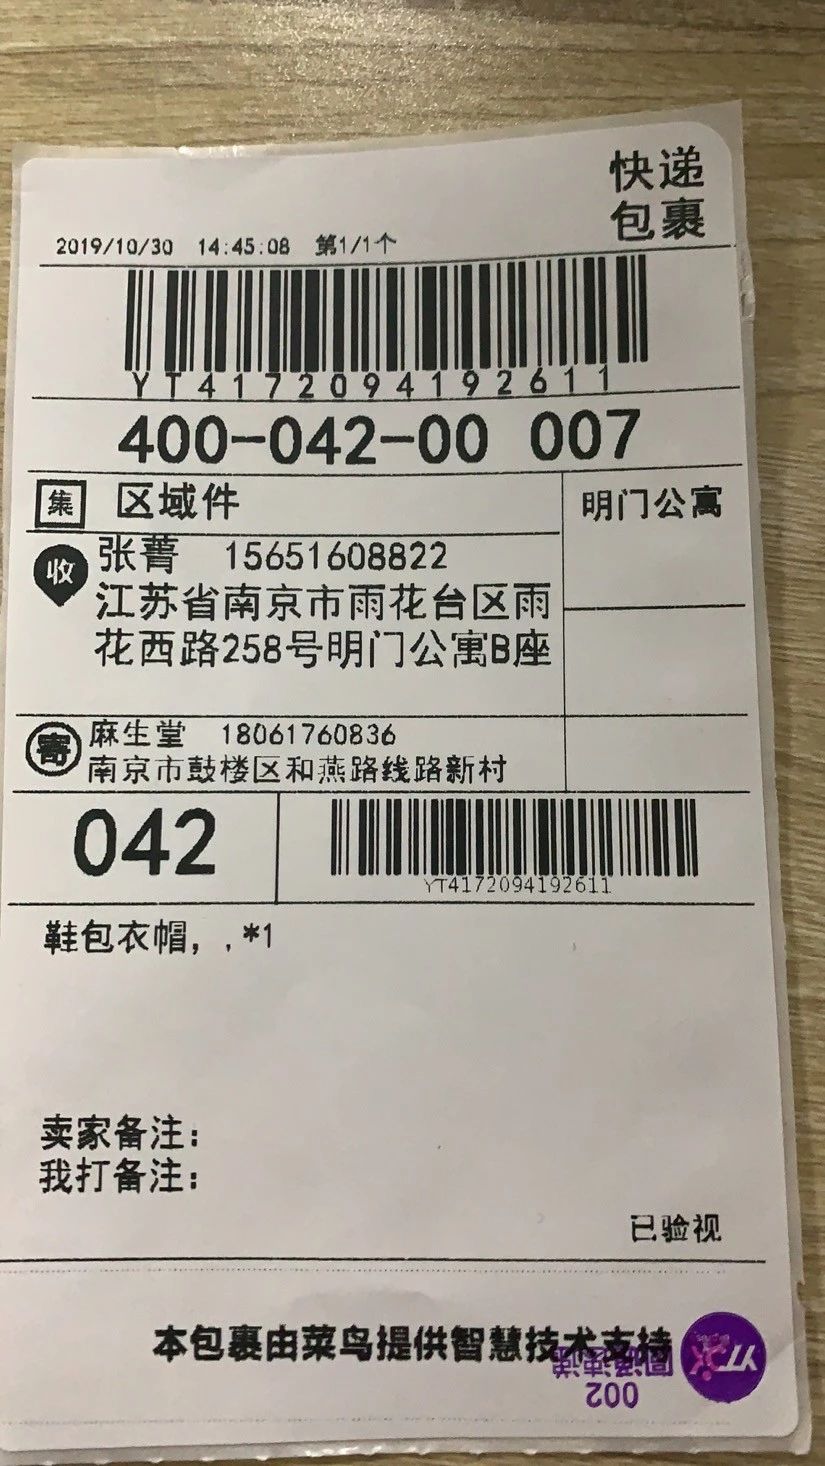 快递
包裹
2019/10/30 14:45:08 第1/1个
YT4172094192611
400-042-00 007
集 区域件
明门公寓
收 张菁 15651608822
江苏省南京市雨花台区雨
花西路258号明门公寓B座
寄 麻生堂 18061760836
南京市鼓楼区和燕路线路新村
042
YT4172094192611
鞋包衣帽，,*1
卖家备注:
我打备注:
已验视
本包裹由菜鸟提供智慧技术支持
YT
圆通速递
002